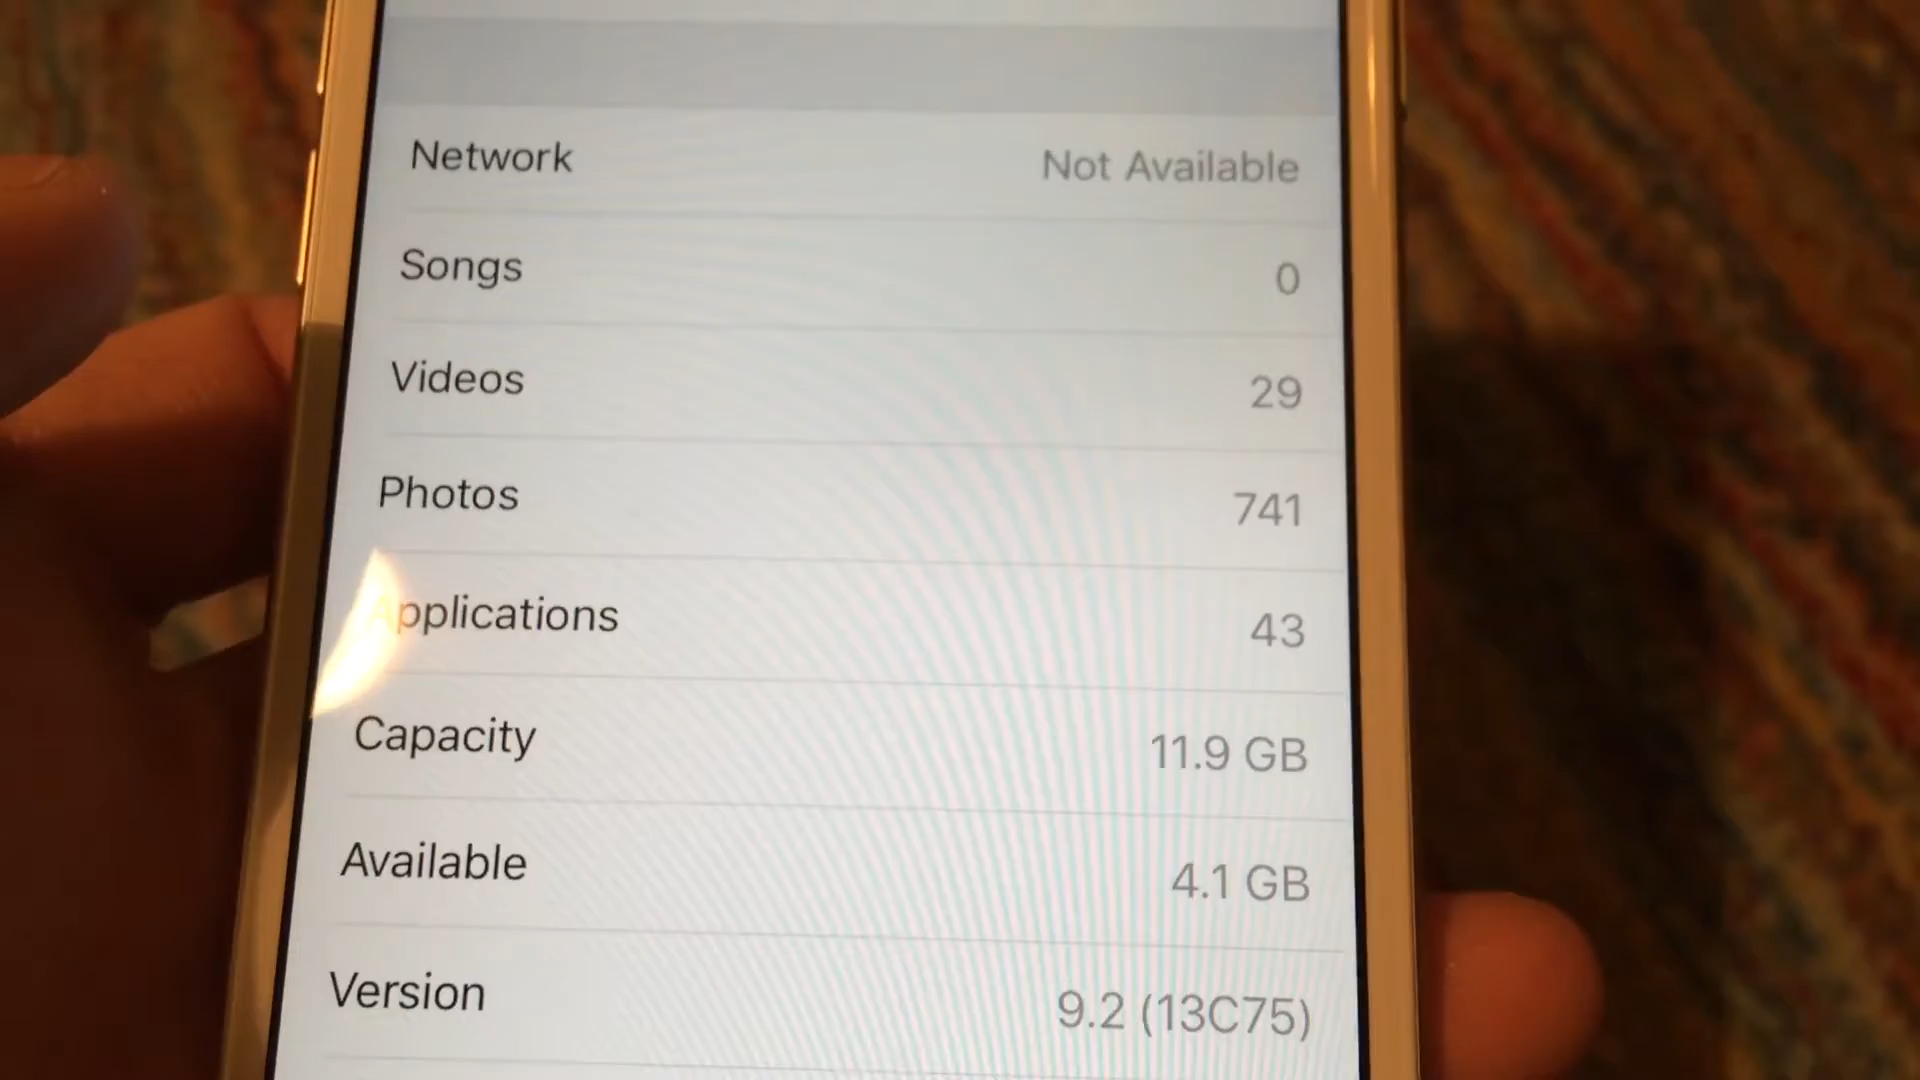 Network Not Available
Songs 0
Videos 29
Photos 741
Applications 43
Capacity 11.9 GB
Available 4.1 GB
Version 9.2 (13C75)